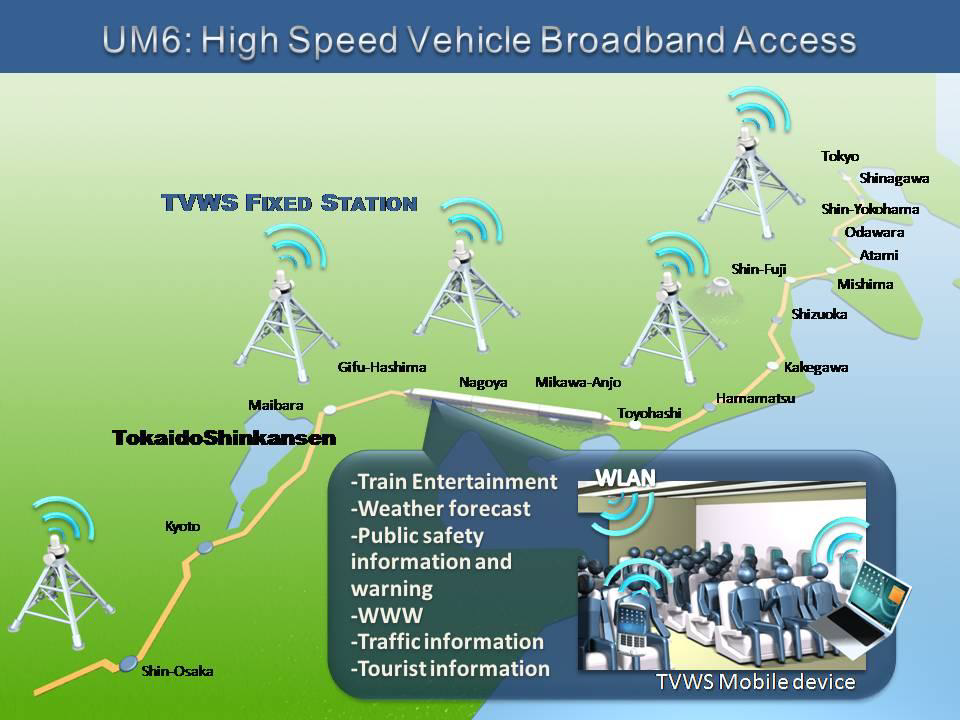 UM6: High Speed Vehicle Broadband Access
TVWS FIXED STATION
Tokyo
Shinagawa
Shin-Yokohama
Odawara
Atami
Shin-Fuji
Mishima
Shizuoka
Kakegawa
Gifu-Hashima
Nagoya
Mikawa-Anjo
Hamamatsu
Toyohashi
Maibara
TokaidoShinkansen
Kyoto
Shin-Osaka
-Train Entertainment
-Weather forecast
-Public safety
information and
warning
-WWW
-Traffic information
-Tourist information
WLAN
TVWS Mobile device